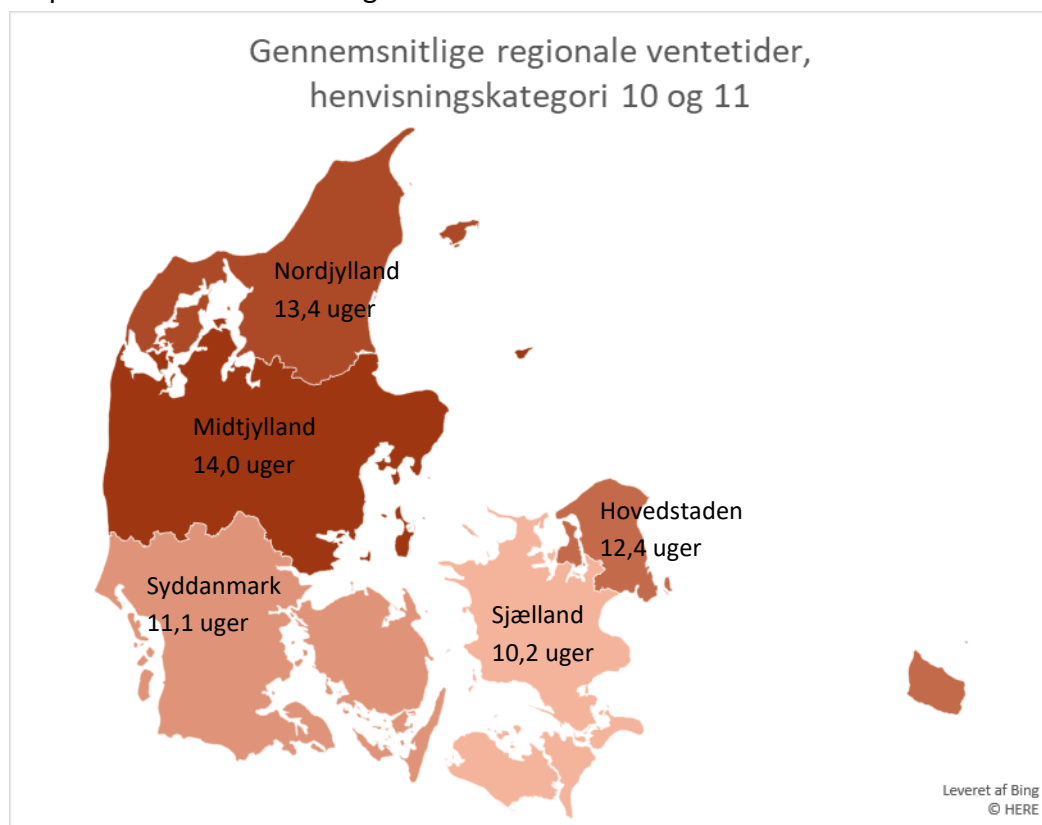 Gennemsnitlige regionale ventetider,
henvisningskategori 10 og 11
Nordjylland
13,4 uger
Midtjylland
14,0 uger
Hovedstaden
12,4 uger
Syddanmark
11,1 uger
Sjælland
10,2 uger
Leveret af Bing
© HERE